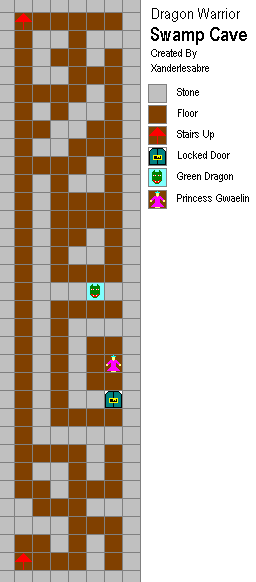 Dragon Warrior
Swamp Cave
Created By
Xanderlesabre
Stone
Floor
Stairs Up
Locked Door
Green Dragon
Princess Gwaelin